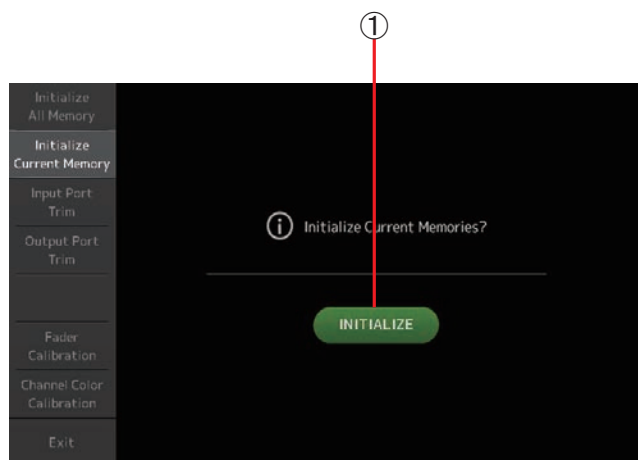 ①
Initialize
All Memory
Initialize
Current Memory
Input Port
Trim
Output Port
Trim
Fader
Calibration
Channel Color
Calibration
Exit
Initialize Current Memories?
INITIALIZE